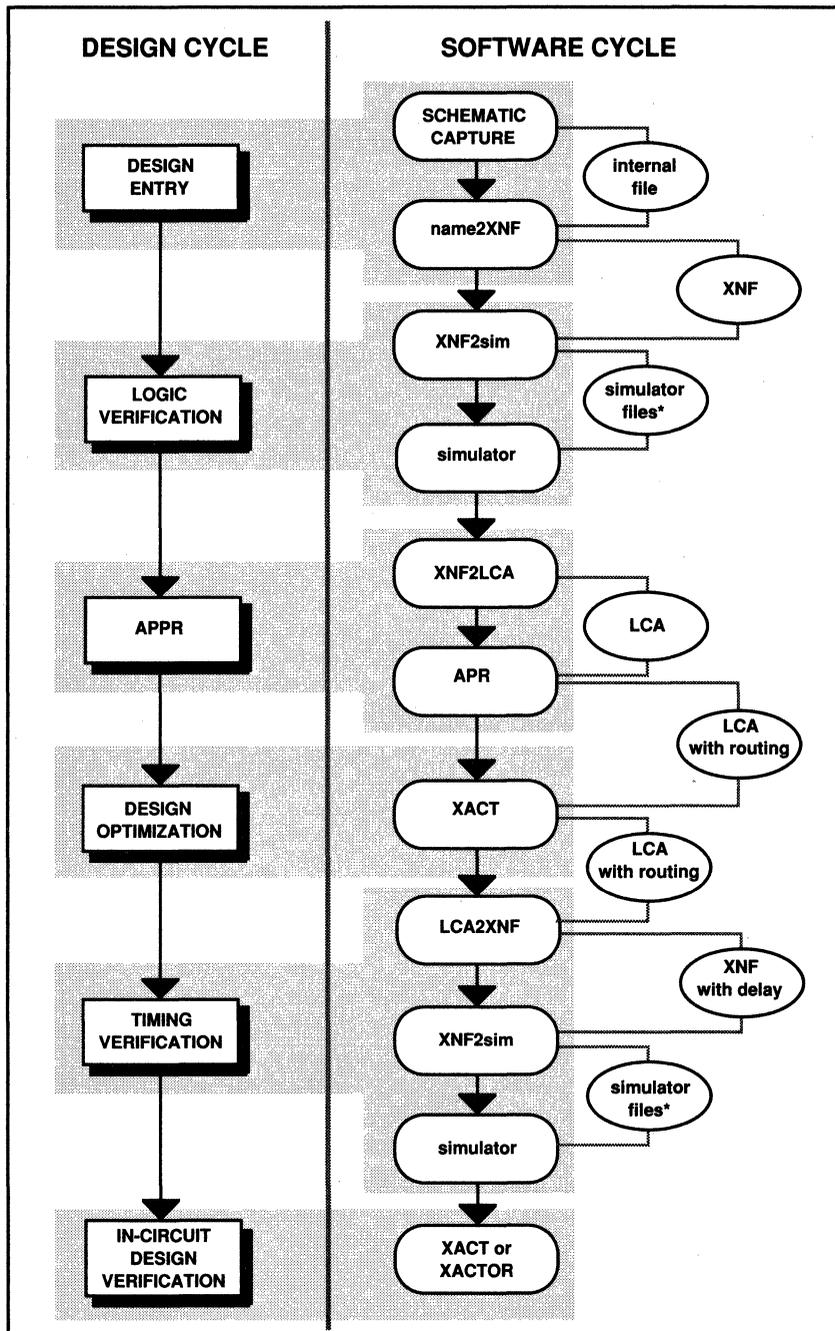 DESIGN CYCLE
SOFTWARE CYCLE
SCHEMATIC
CAPTURE
internal
file
DESIGN
ENTRY
name2XNF
XNF
XNF2sim
simulator
files*
LOGIC
VERIFICATION
simulator
XNF2LCA
LCA
APPR
APR
LCA
with routing
DESIGN
OPTIMIZATION
XACT
LCA
with routing
LCA2XNF
XNF
with delay
TIMING
VERIFICATION
XNF2sim
simulator
files*
simulator
IN-CIRCUIT
DESIGN
VERIFICATION
XACT or
XACTOR